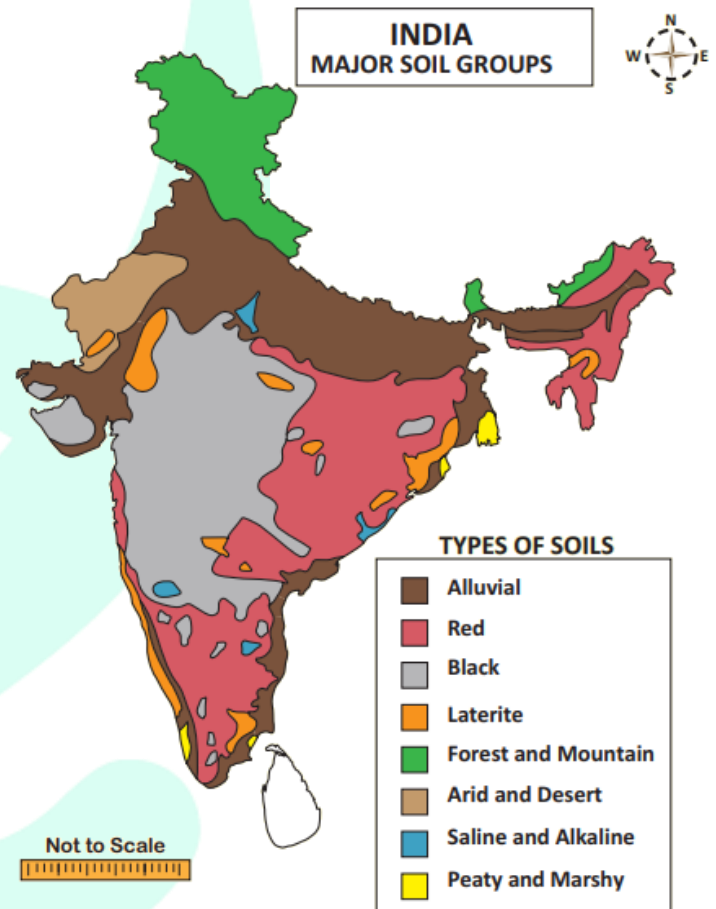 INDIA
MAJOR SOIL GROUPS
N
W E
S
TYPES OF SOILS
Alluvial
Red
Black
Laterite
Forest and Mountain
Arid and Desert
Saline and Alkaline
Peaty and Marshy
Not to Scale